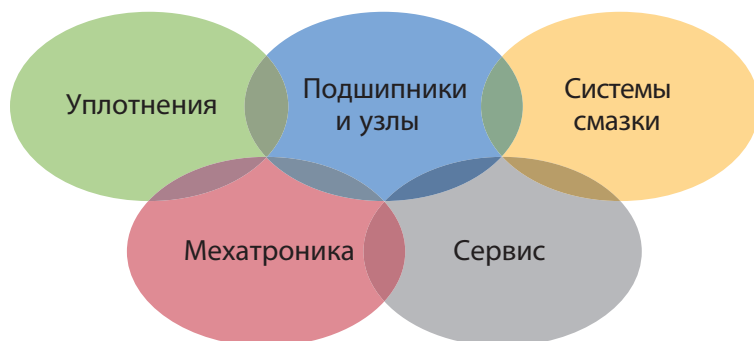 Уплотнения
Подшипники
и узлы
Системы
смазки
Мехатроника
Сервис